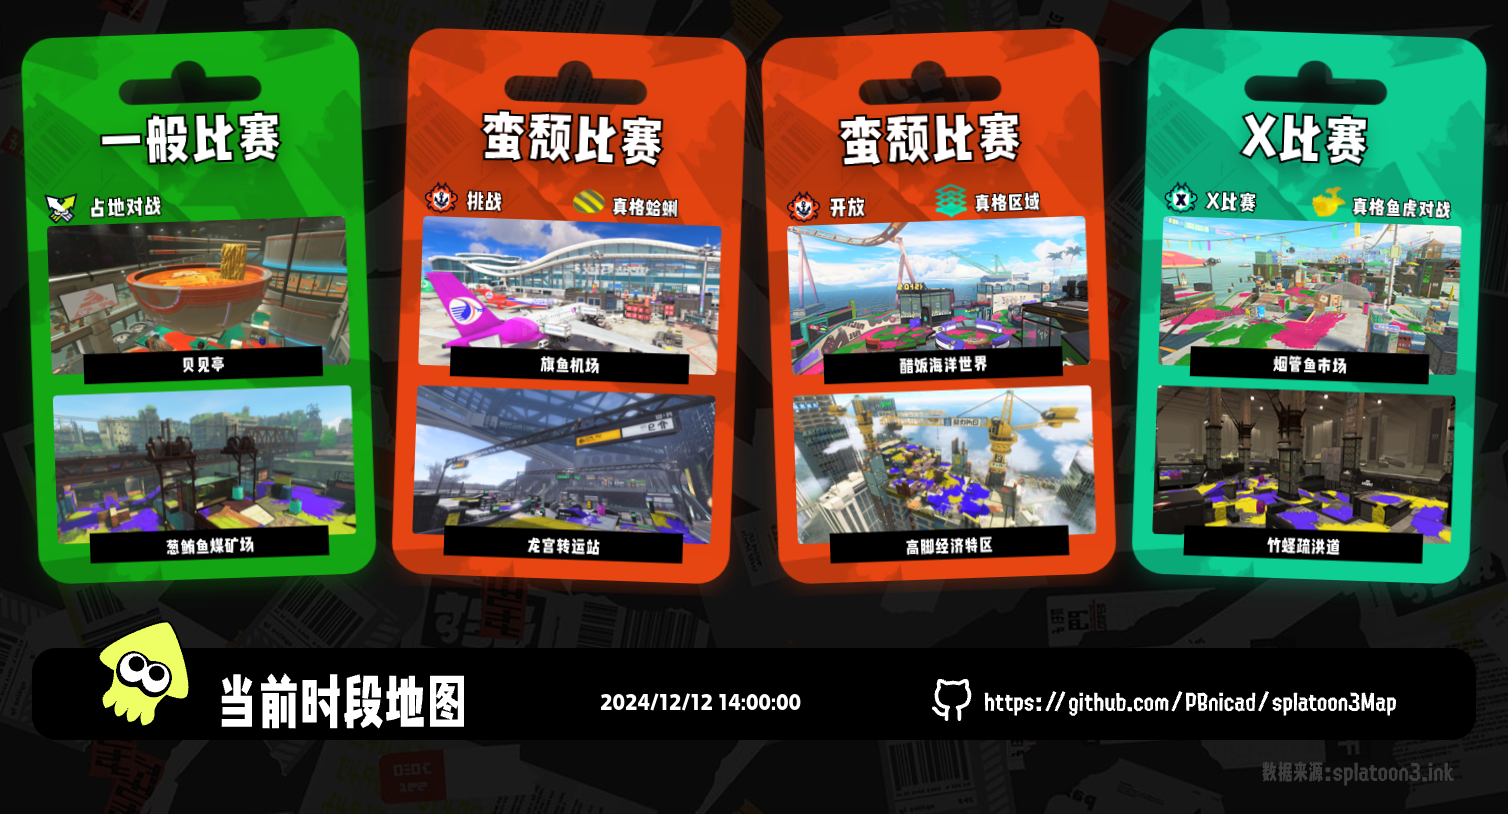 一般比赛
占地对战
贝见亭
葱鲔鱼煤矿场
蛮颓比赛
挑战
真格蛤蜊
旗鱼机场
龙宫转运站
蛮颓比赛
开放
真格区域
醋饭海洋世界
高脚经济特区
X比赛
X比赛
真格鱼虎对战
烟管鱼市场
竹蛏疏洪道
当前时段地图
2024/12/12 14:00:00
https://github.com/PBnicad/splatoon3Map
数据来源:splatoon3.ink